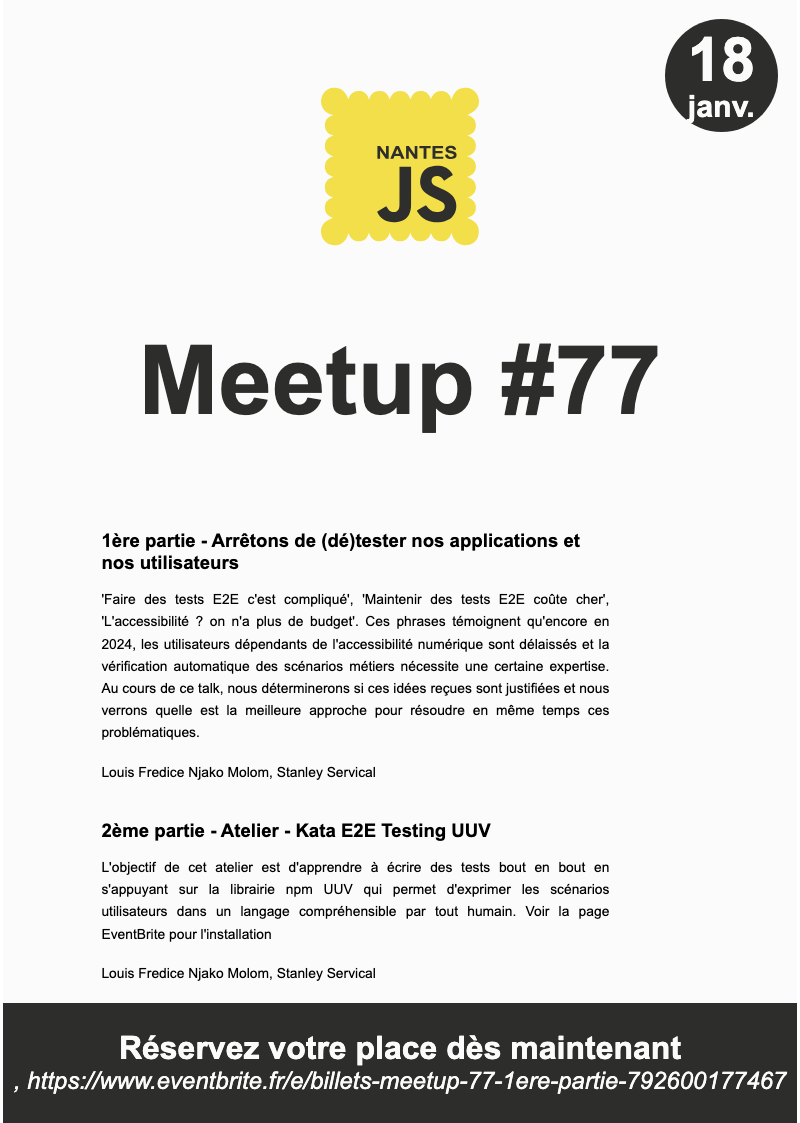 18
janv.
NANTES
JS
Meetup #77
1ère partie - Arrêtons de (dé)tester nos applications et
nos utilisateurs
'Faire des tests E2E c'est compliqué', 'Maintenir des tests E2E coûte cher',
'L'accessibilité ? on n'a plus de budget'. Ces phrases témoignent qu'encore en
2024, les utilisateurs dépendants de l'accessibilité numérique sont délaissés et la
vérification automatique des scénarios métiers nécessite une certaine expertise.
Au cours de ce talk, nous déterminerons si ces idées reçues sont justifiées et nous
verrons quelle est la meilleure approche pour résoudre en même temps ces
problématiques.
Louis Fredice Njako Molom, Stanley Servical
2ème partie - Atelier - Kata E2E Testing UUV
L'objectif de cet atelier est d'apprendre à écrire des tests bout en bout en
s'appuyant sur la librairie npm UUV qui permet d'exprimer les scénarios
utilisateurs dans un langage compréhensible par tout humain. Voir la page
EventBrite pour l'installation
Louis Fredice Njako Molom, Stanley Servical
Réservez votre place dès maintenant
, https://www.eventbrite.fr/e/billets-meetup-77-1ere-partie-792600177467